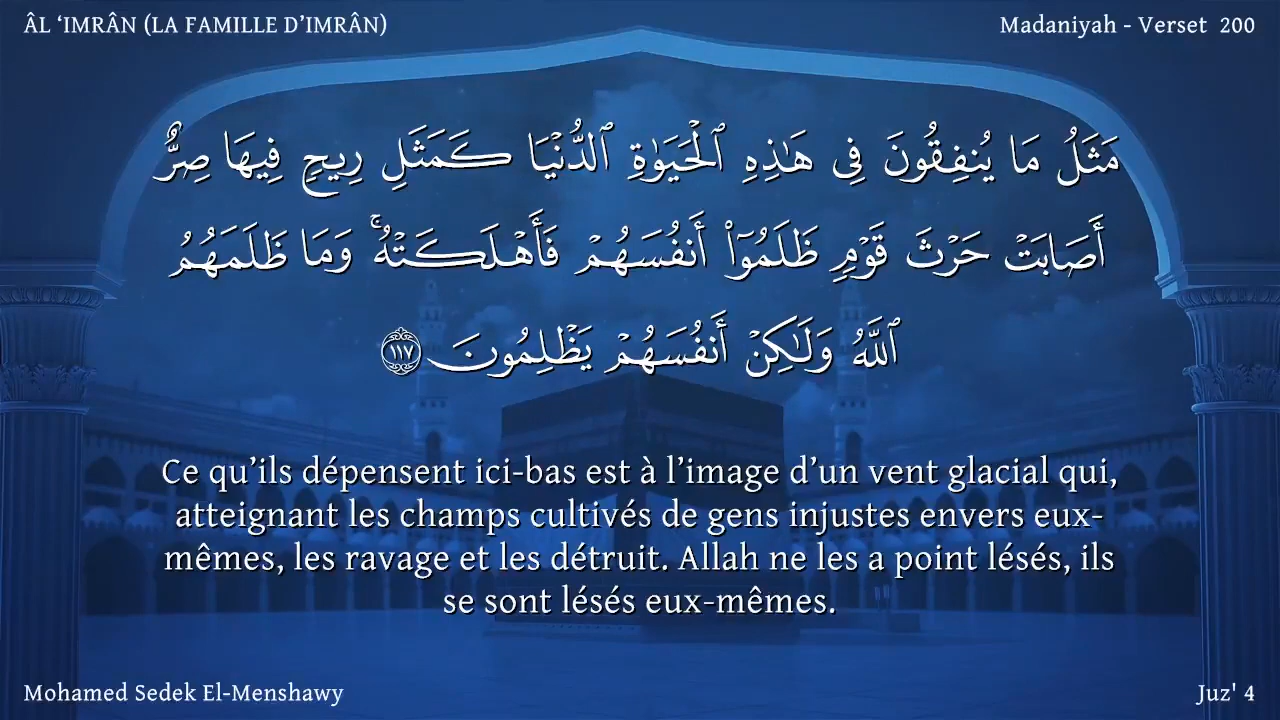 ÂL ‘IMRÂN (LA FAMILLE D’IMRÂN)
Madaniyah - Verset 200
مَثَلُ مَا يُنفِقُونَ فِى هَـٰذِهِ ٱلْحَيَوٰةِ ٱلدُّنْيَا كَمَثَلِ رِيحٍ فِيهَا صِرٌّ
أَصَابَتْ حَرْثَ قَوْمٍ ظَلَمُوٓا۟ أَنفُسَهُمْ فَأَهْلَكَتْهُ ۚ وَمَا ظَلَمَهُمُ
ٱللَّهُ وَلَـٰكِنْ أَنفُسَهُمْ يَظْلِمُونَ ١١٧
Ce qu’ils dépensent ici-bas est à l’image d’un vent glacial qui,
atteignant les champs cultivés de gens injustes envers eux-
mêmes, les ravage et les détruit. Allah ne les a point lésés, ils
se sont lésés eux-mêmes.
Mohamed Sedek El-Menshawy
Juz' 4